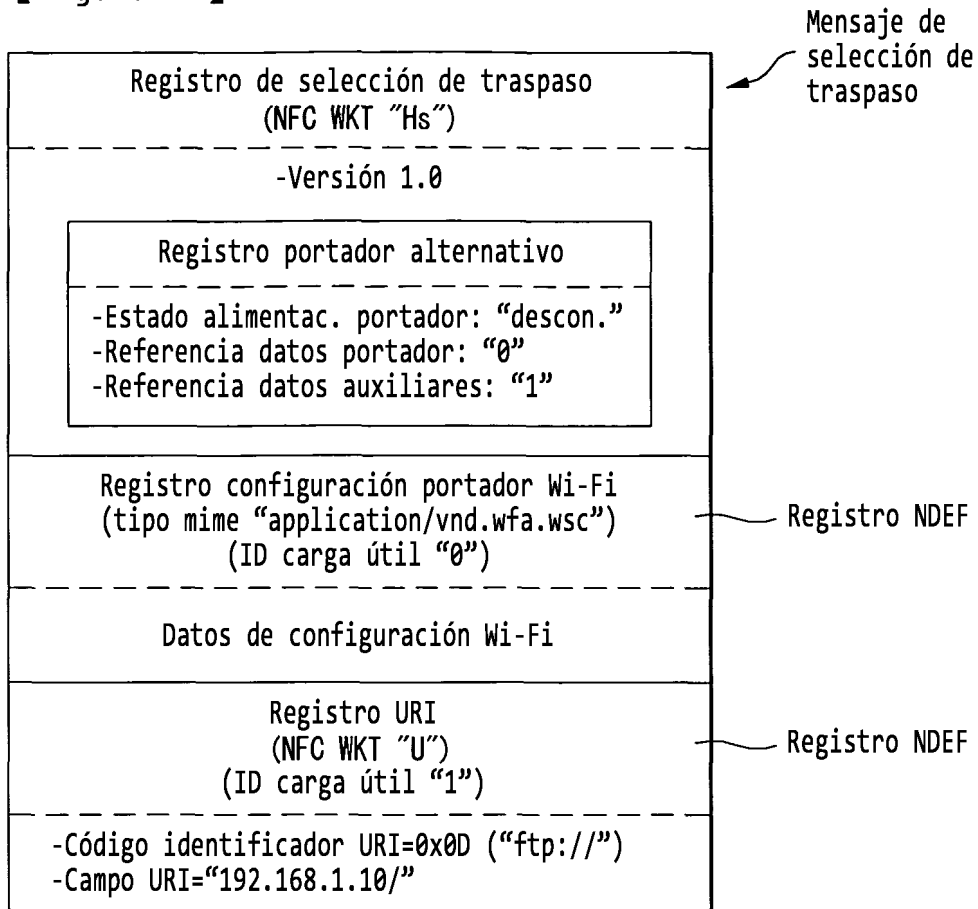 Mensaje de
selección de
traspaso
Registro de selección de traspaso
(NFC WKT "Hs")
-Versión 1.0
Registro portador alternativo
-Estado alimentac. portador: “descon.”
-Referencia datos portador: “0”
-Referencia datos auxiliares: “1”
Registro configuración portador Wi-Fi
(tipo mime “application/vnd.wfa.wsc”)
(ID carga útil “0”)
Registro NDEF
Datos de configuración Wi-Fi
Registro URI
(NFC WKT "U")
(ID carga útil “1”)
Registro NDEF
-Código identificador URI=0x0D (“ftp://”)
-Campo URI=“192.168.1.10/”